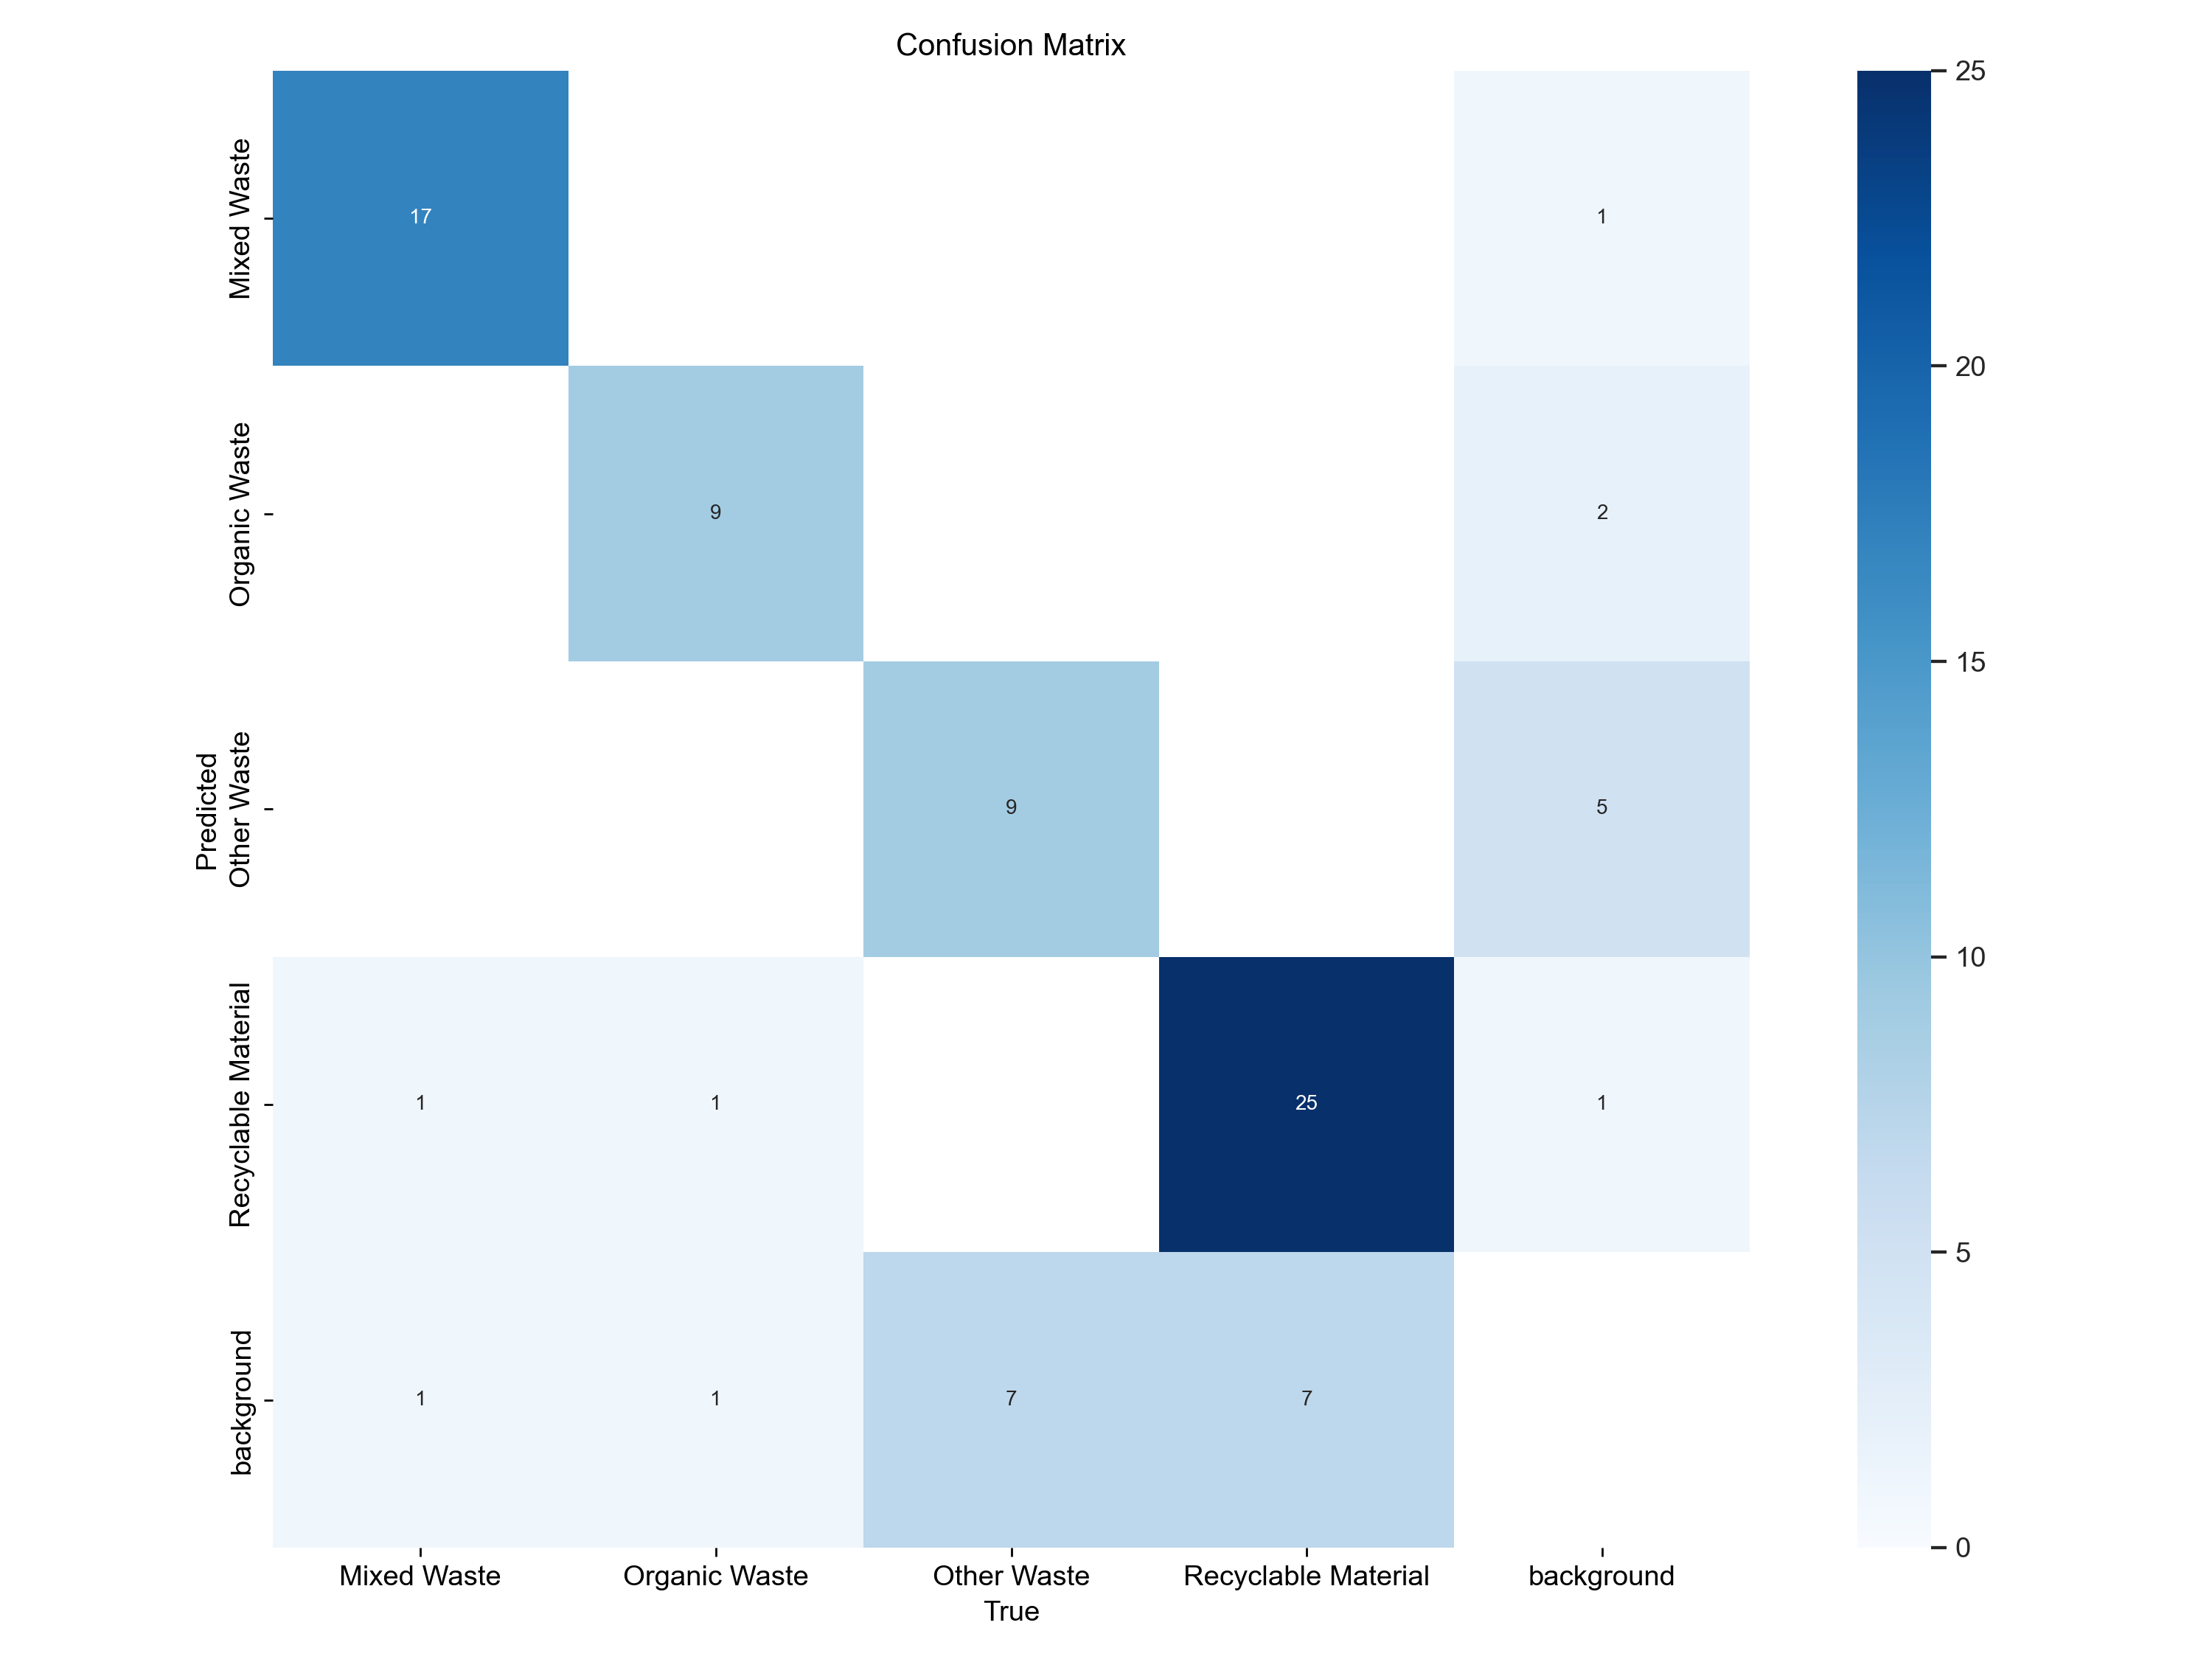 Confusion Matrix
Mixed Waste
17
1
Organic Waste
9
2
Predicted
Other Waste
9
5
Recyclable Material
1
1
25
1
background
1
1
7
7
Mixed Waste
Organic Waste
Other Waste
Recyclable Material
background
True
25
20
15
10
5
0